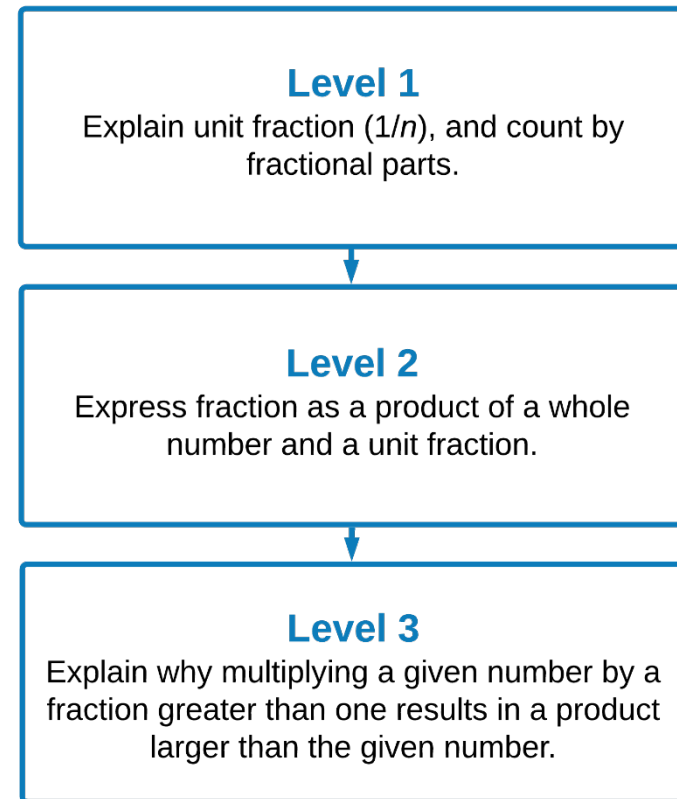 Level 1
Explain unit fraction (1/n), and count by
fractional parts.
Level 2
Express fraction as a product of a whole
number and a unit fraction.
Level 3
Explain why multiplying a given number by a
fraction greater than one results in a product
larger than the given number.